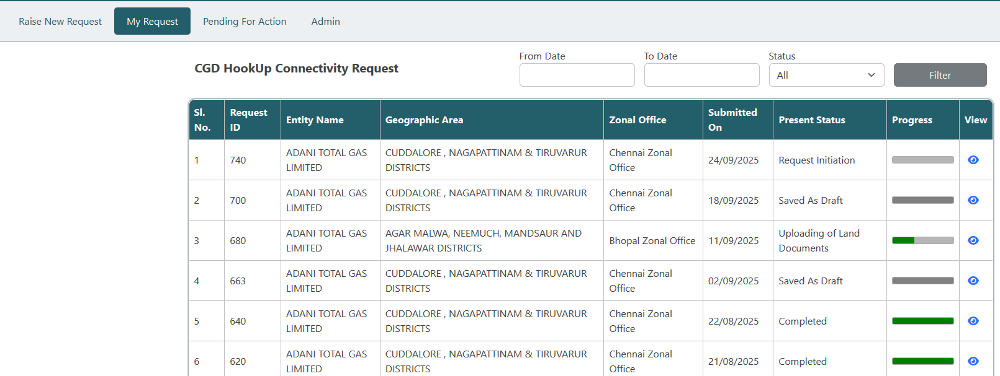 Raise New Request My Request Pending For Action Admin
CGD HookUp Connectivity Request
From Date To Date Status
All Filter
Sl. No. Request ID Entity Name Geographic Area Zonal Office Submitted On Present Status Progress View
1 740 ADANI TOTAL GAS LIMITED CUDDALORE , NAGAPATTINAM & TIRUVARUR DISTRICTS Chennai Zonal Office 24/09/2025 Request Initiation
2 700 ADANI TOTAL GAS LIMITED CUDDALORE , NAGAPATTINAM & TIRUVARUR DISTRICTS Chennai Zonal Office 18/09/2025 Saved As Draft
3 680 ADANI TOTAL GAS LIMITED AGAR MALWA, NEEMUCH, MANDSAUR AND JHALAWAR DISTRICTS Bhopal Zonal Office 11/09/2025 Uploading of Land Documents
4 663 ADANI TOTAL GAS LIMITED CUDDALORE , NAGAPATTINAM & TIRUVARUR DISTRICTS Chennai Zonal Office 02/09/2025 Saved As Draft
5 640 ADANI TOTAL GAS LIMITED CUDDALORE , NAGAPATTINAM & TIRUVARUR DISTRICTS Chennai Zonal Office 22/08/2025 Completed
6 620 ADANI TOTAL GAS LIMITED CUDDALORE , NAGAPATTINAM & TIRUVARUR DISTRICTS Chennai Zonal Office 21/08/2025 Completed